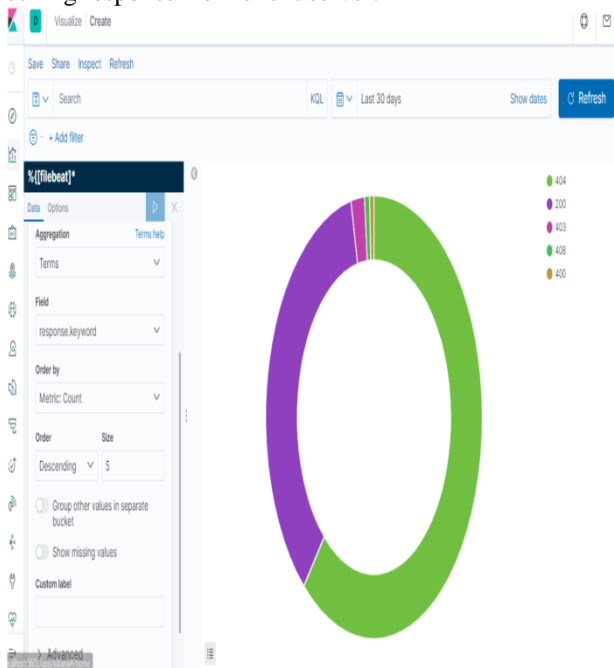 D Visualize / Create
Save Share Inspect Refresh
Search KQL Last 30 days Show dates Refresh
+ Add filter
%{[filebeat]*
Data Options
Aggregation Terms help
Terms
Field
response.keyword
Order by
Metric: Count
Order Size
Descending 5
Group other values in separate
bucket
Show missing values
Custom label
Advanced
404
200
403
408
400